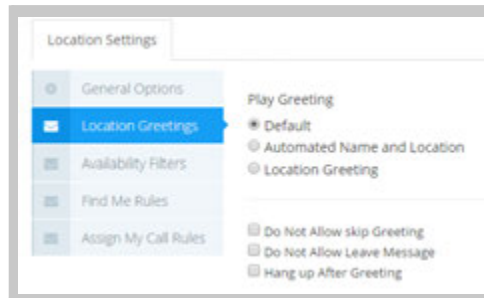 Location Settings
General Options
Location Greetings
Availability Filters
Find Me Rules
Assign My Call Rules
Play Greeting
Default
Automated Name and Location
Location Greeting
Do Not Allow skip Greeting
Do Not Allow Leave Message
Hang up After Greeting